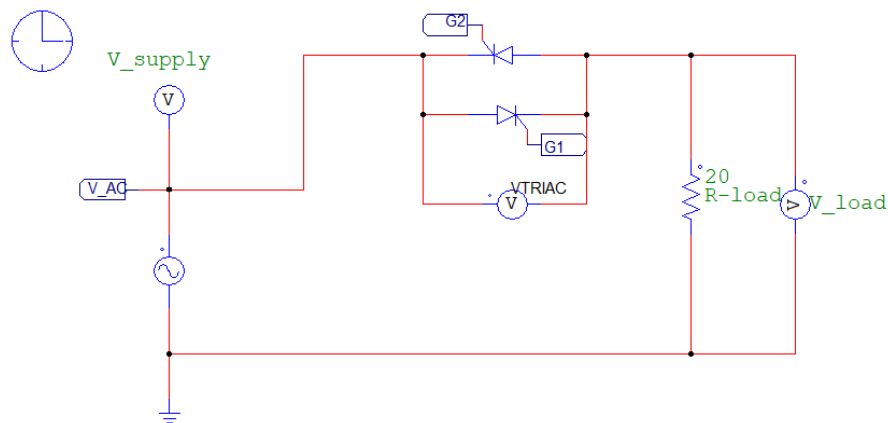 G2
V_supply
V
G1
V_AC
VTRIAC
V
20
R-load
V
V_load